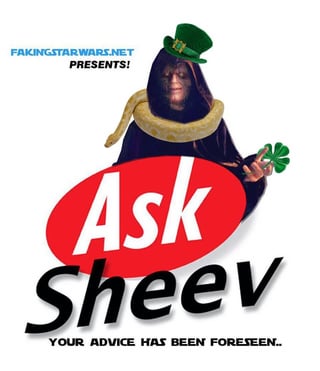 FAKINGSTARWARS.NET
PRESENTS!
Ask
Sheev
YOUR ADVICE HAS BEEN FORESEEN..